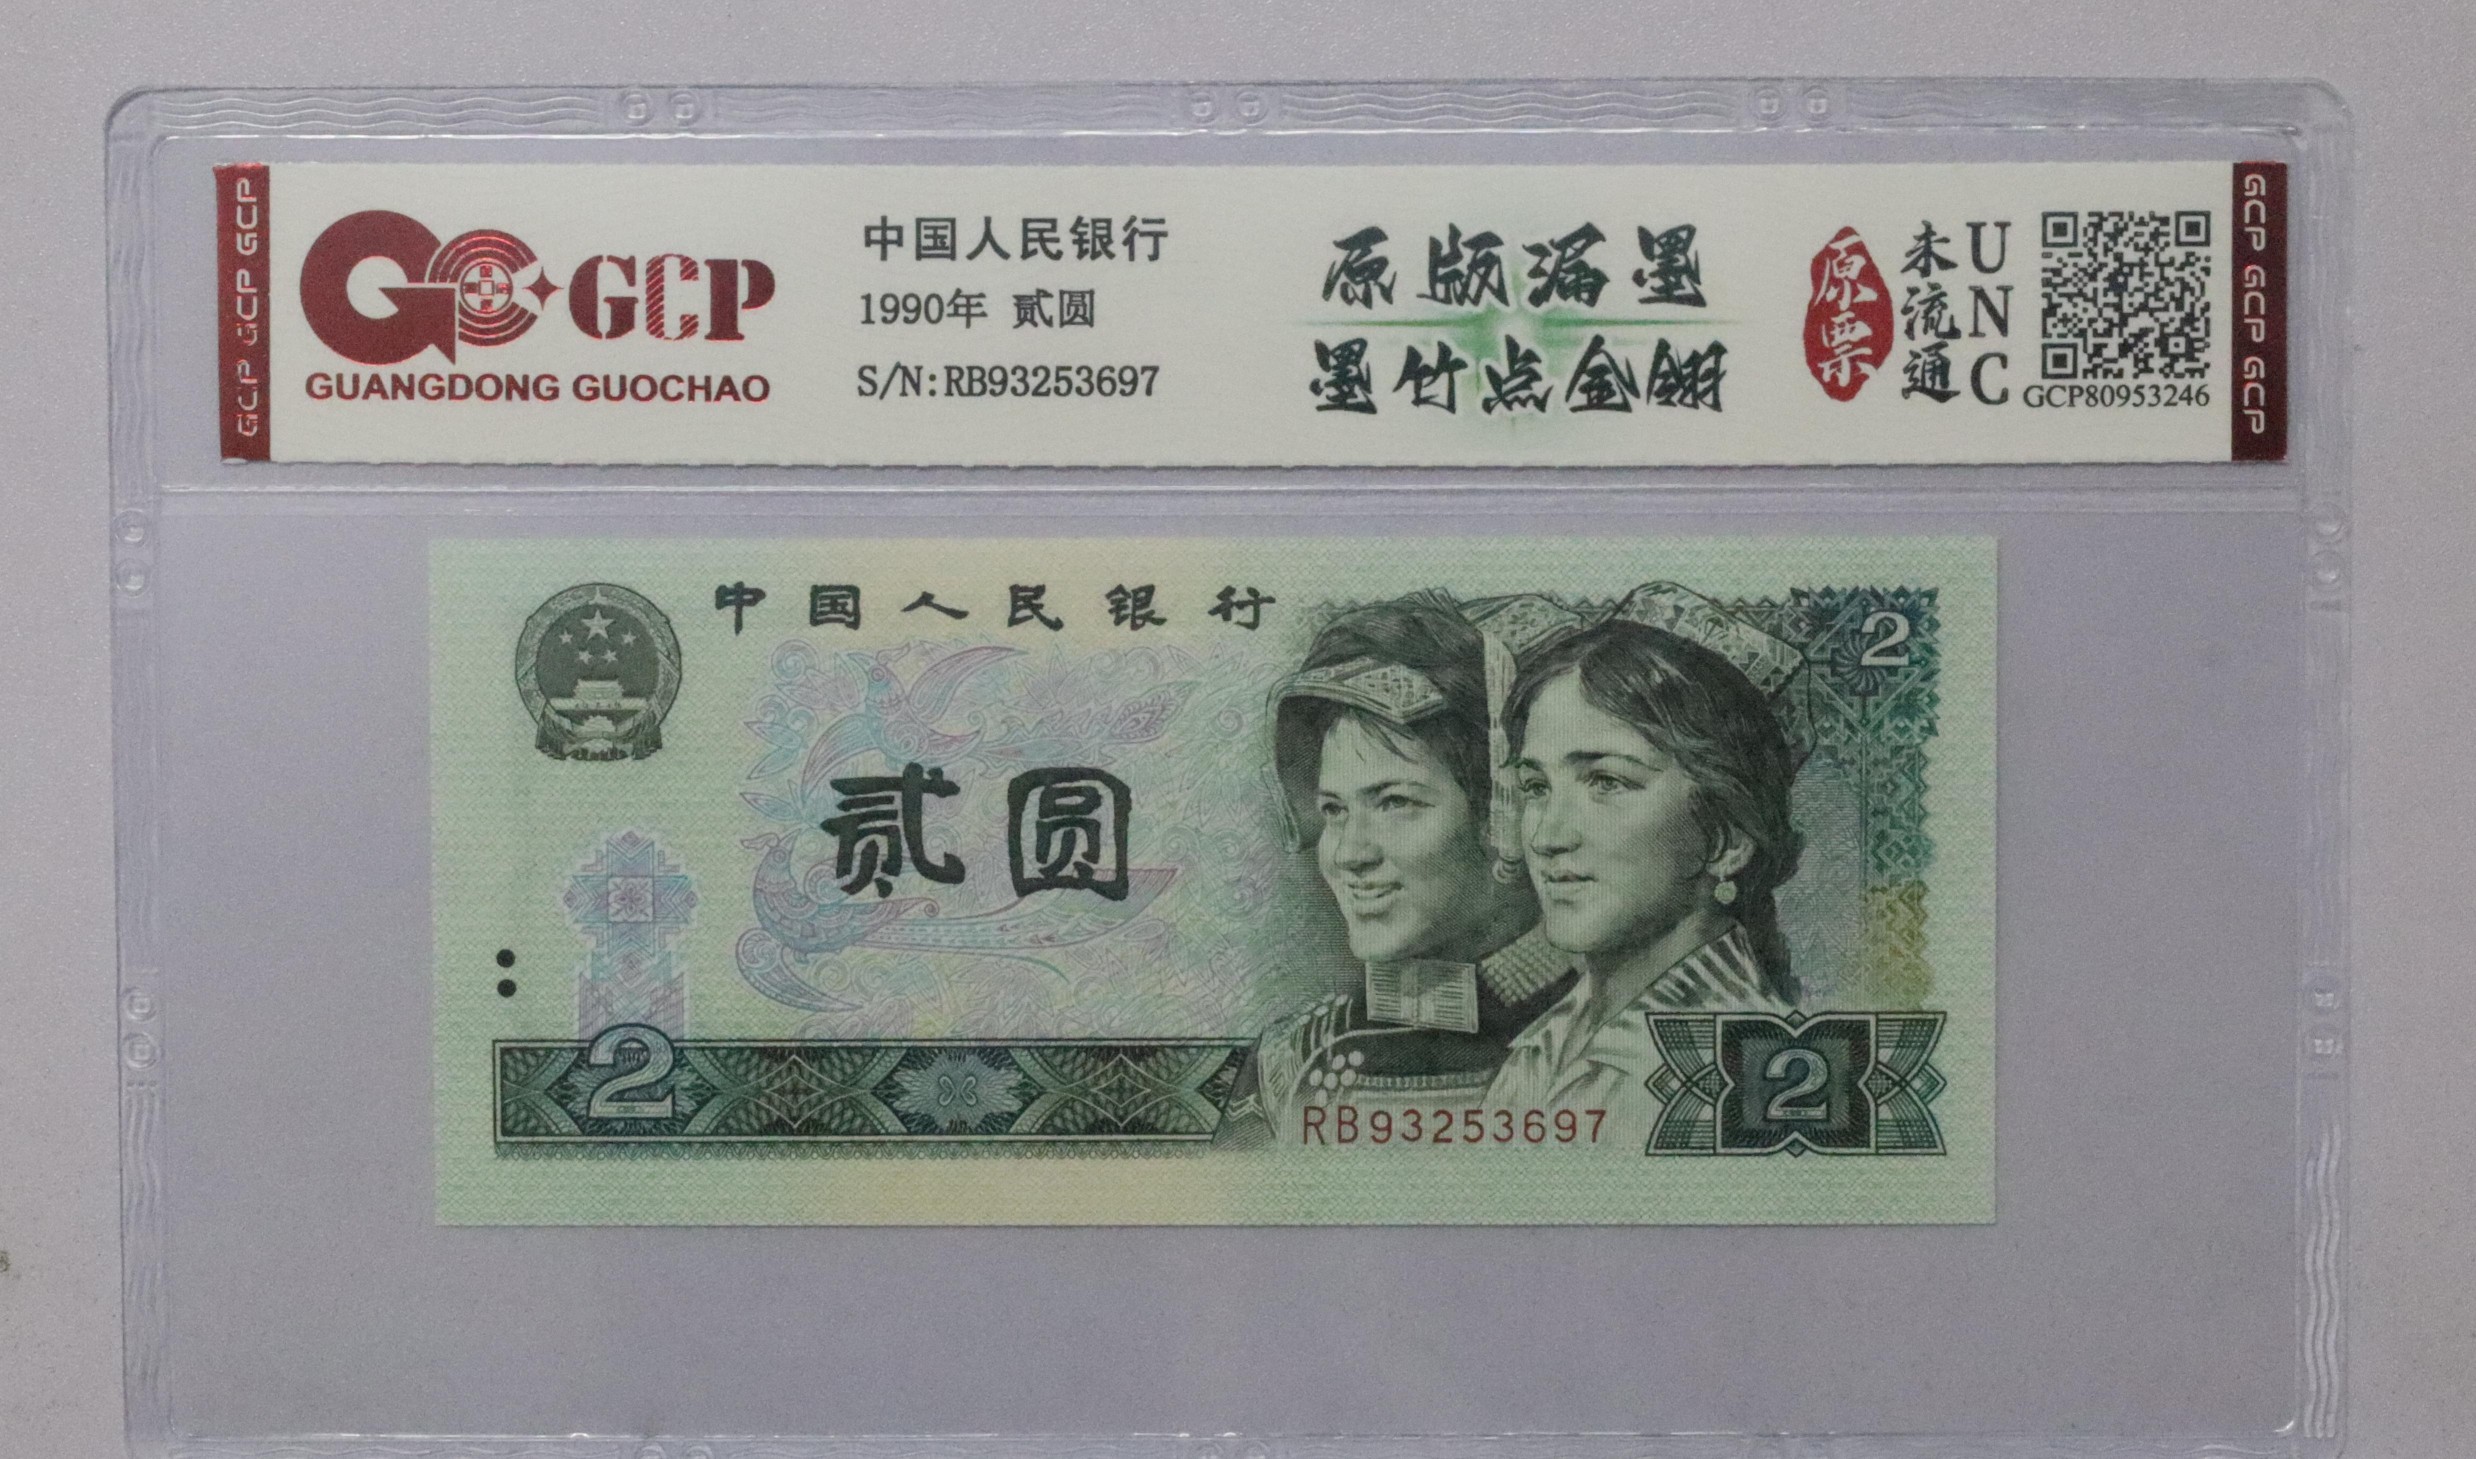 GCP GCP GCP
GCP
GUANGDONG GUOCHAO
中国人民银行
1990年 贰圆
S/N:RB93253697
原版漏墨
墨竹点金翎
原票
未流通
UNC
GCP80953246
GCP GCP GCP GCP
中国人民银行
2
贰圆
2
2
RB93253697